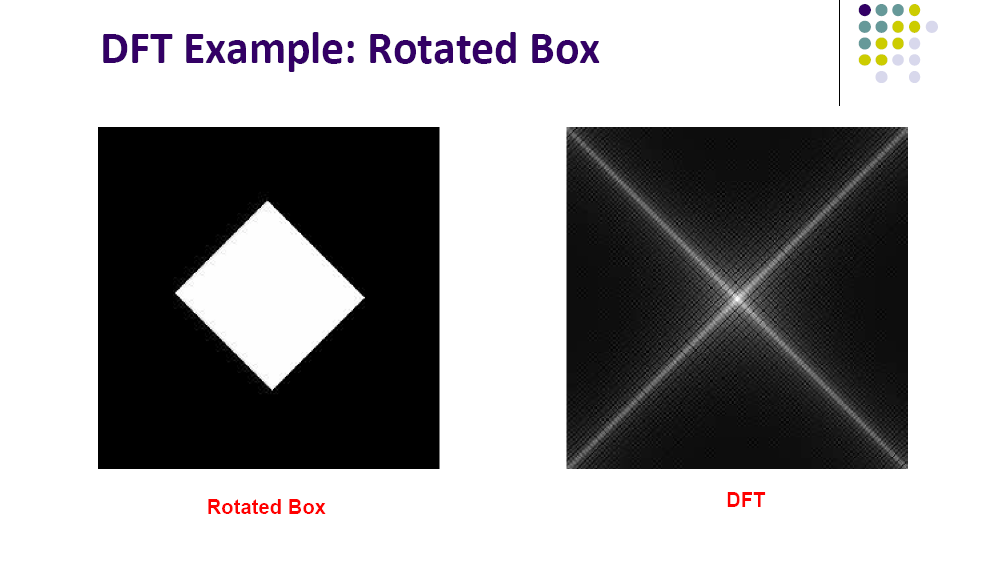 DFT Example: Rotated Box
Rotated Box
DFT